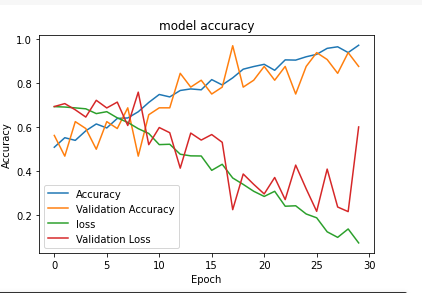 model accuracy
1.0
0.8
0.6
0.4
0.2
Accuracy
Accuracy
Validation Accuracy
loss
Validation Loss
0 5 10 15 20 25 30
Epoch